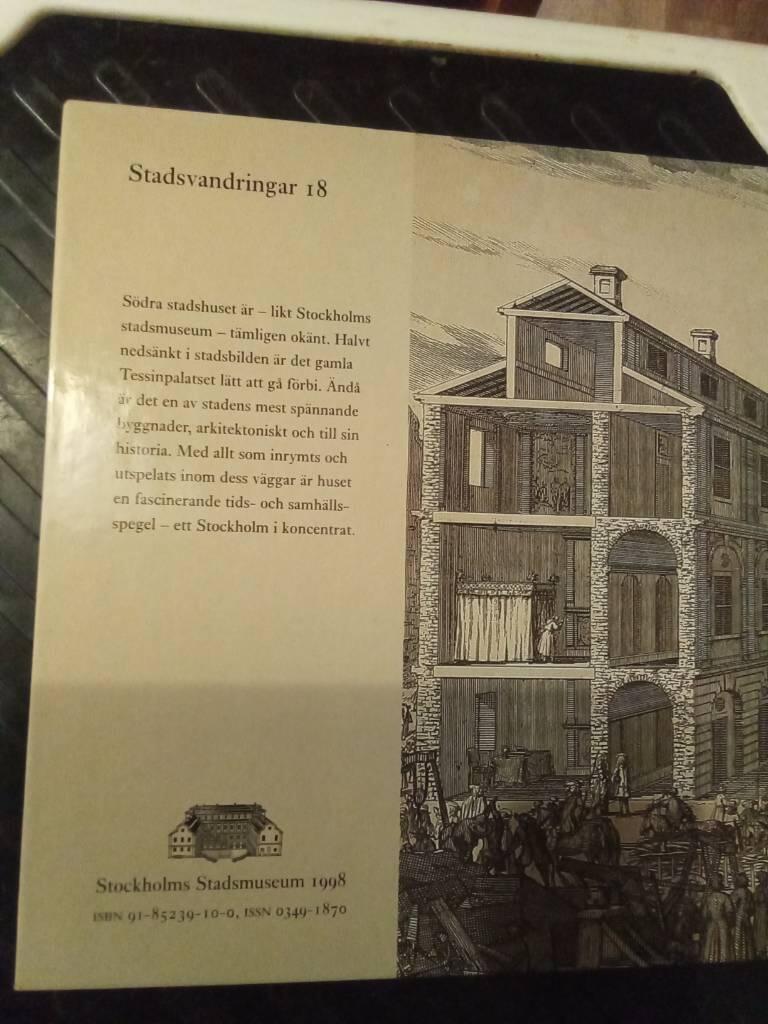 Stadsvandringar 18
Södra stadshuset är – likt Stockholms
stadsmuseum – tämligen okänt. Halvt
nedsänkt i stadsbilden är det gamla
Tessinpalatset lätt att gå förbi. Ändå
är det en av stadens mest spännande
byggnader, arkitektoniskt och till sin
historia. Med allt som inrymts och
utspelats inom dess väggar är huset
en fascinerande tids- och samhälls-
spegel – ett Stockholm i koncentrat.
Stockholms Stadsmuseum 1998
ISBN 91-85239-10-0, ISSN 0349-1870